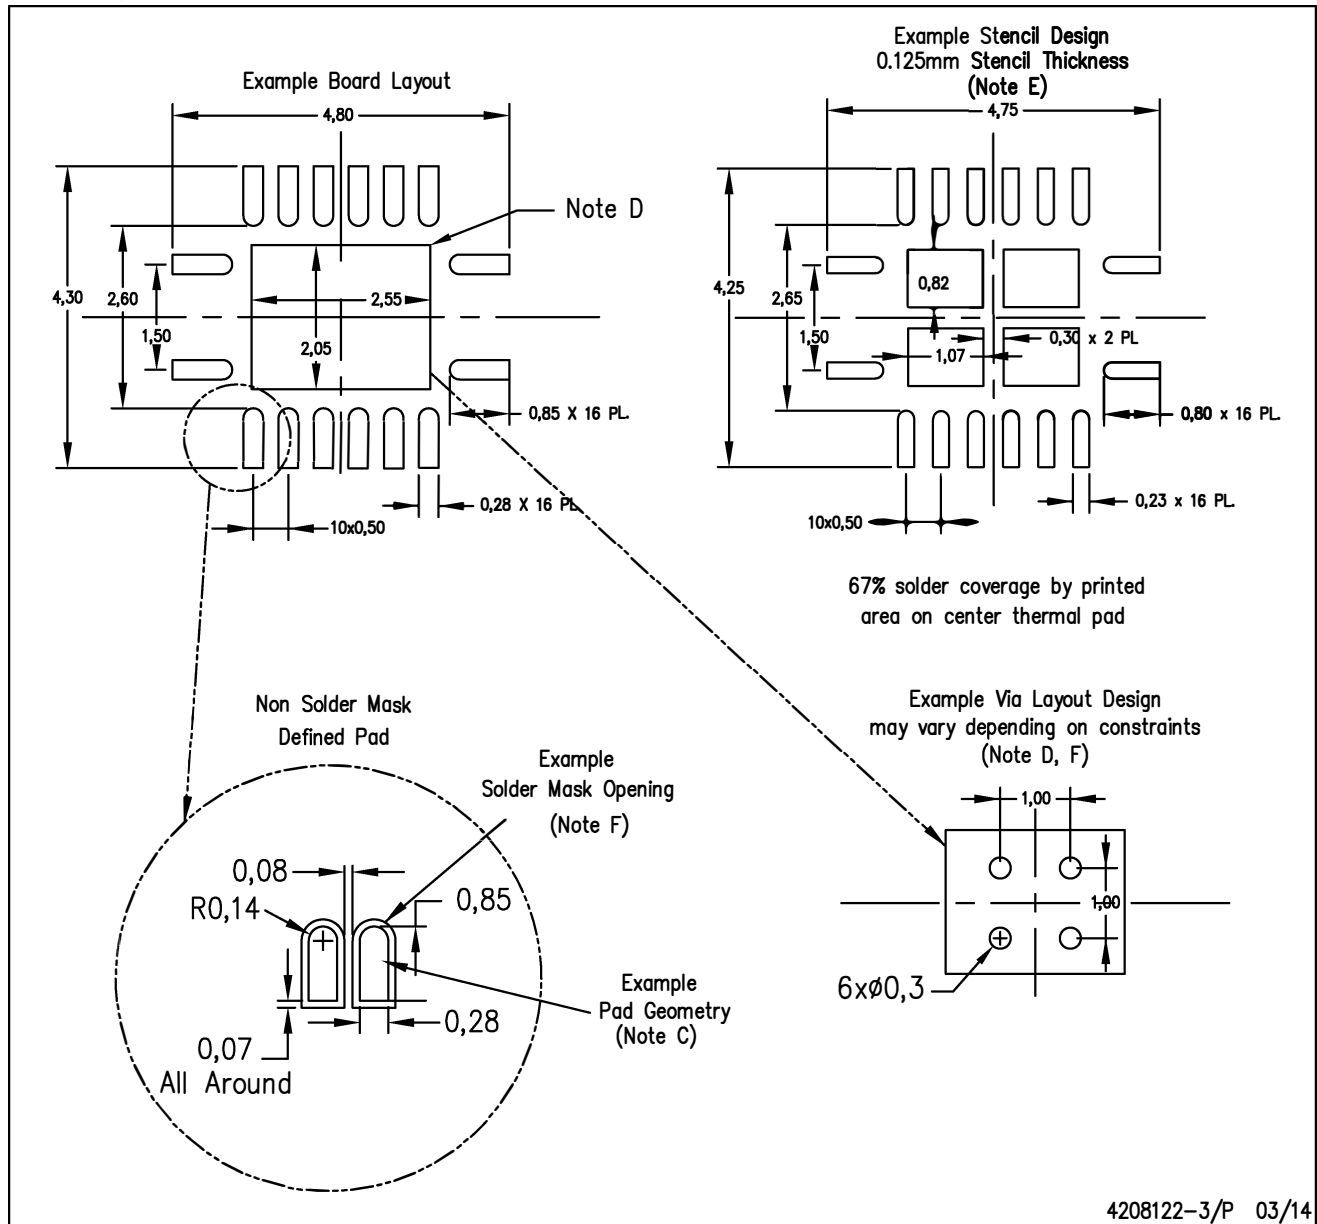 Example Board Layout
4,80
Note D
4,30
2,60
1,50
2,55
2,05
0,85 X 16 PL.
0,28 X 16 PL
10x0,50
Example Stencil Design
0.125mm Stencil Thickness
(Note E)
4,75
4,25
2,65
1,50
0,82
0,30 x 2 PL
1,07
0,80 x 16 PL.
0,23 x 16 PL.
10x0,50
67% solder coverage by printed
area on center thermal pad
Non Solder Mask
Defined Pad
Example
Solder Mask Opening
(Note F)
0,08
R0,14
0,85
Example
Pad Geometry
(Note C)
0,28
0,07
All Around
Example Via Layout Design
may vary depending on constraints
(Note D, F)
1,00
1,00
6xø0,3
4208122-3/P 03/14